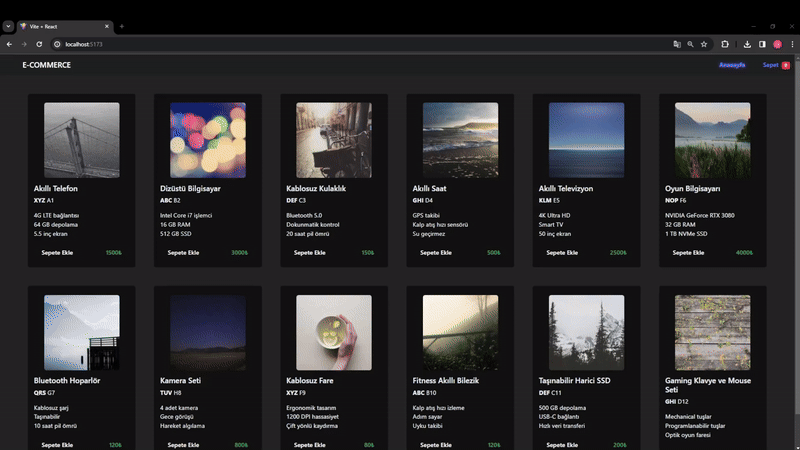 Vite + React
localhost:5173
E-COMMERCE
Anasayfa
Sepet 0
Akıllı Telefon
XYZ A1
4G LTE bağlantısı
64 GB depolama
5.5 inç ekran
Sepete Ekle 1500₺
Dizüstü Bilgisayar
ABC B2
Intel Core i7 işlemci
16 GB RAM
512 GB SSD
Sepete Ekle 3000₺
Kablosuz Kulaklık
DEF C3
Bluetooth 5.0
Dokunmatik kontrol
20 saat pil ömrü
Sepete Ekle 150₺
Akıllı Saat
GHI D4
GPS takibi
Kalp atış hızı sensörü
Su geçirmez
Sepete Ekle 500₺
Akıllı Televizyon
KLM E5
4K Ultra HD
Smart TV
50 inç ekran
Sepete Ekle 2500₺
Oyun Bilgisayarı
NOP F6
NVIDIA GeForce RTX 3080
32 GB RAM
1 TB NVMe SSD
Sepete Ekle 4000₺
Bluetooth Hoparlör
QRS G7
Kablosuz şarj
Taşınabilir
10 saat pil ömrü
Sepete Ekle 120₺
Kamera Seti
TUV H8
4 adet kamera
Gece görüşü
Hareket algılama
Sepete Ekle 800₺
Kablosuz Fare
XYZ F9
Ergonomik tasarım
1200 DPI hassasiyet
Çift yönlü kaydırma
Sepete Ekle 80₺
Fitness Akıllı Bilezik
ABC B10
Kalp atış hızı izleme
Adım sayar
Uyku takibi
Sepete Ekle 120₺
Taşınabilir Harici SSD
DEF C11
500 GB depolama
USB-C bağlantı
Hızlı veri transferi
Sepete Ekle 200₺
Gaming Klavye ve Mouse
Seti
GHI D12
Mechanical tuşlar
Programlanabilir tuşlar
Optik oyun faresi